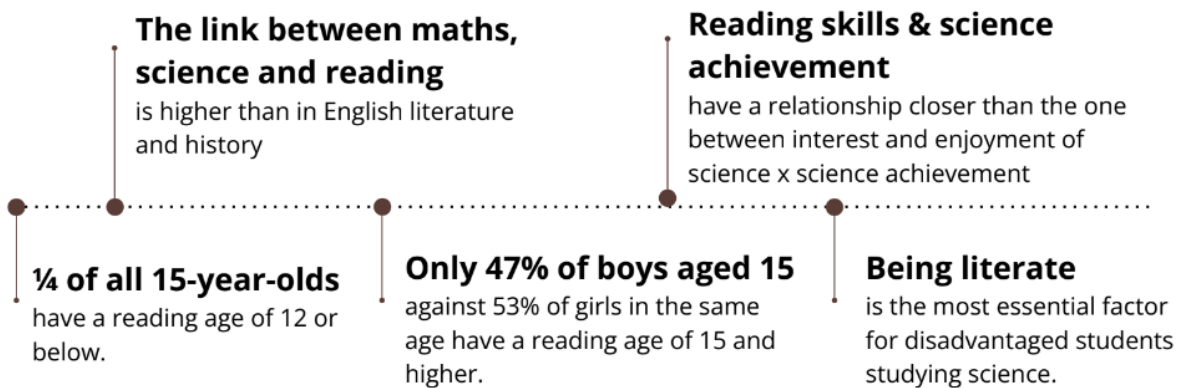 The link between maths,
science and reading
is higher than in English literature
and history
Reading skills & science
achievement
have a relationship closer than the one
between interest and enjoyment of
science x science achievement
¼ of all 15-year-olds
have a reading age of 12 or
below.
Only 47% of boys aged 15
against 53% of girls in the same
age have a reading age of 15 and
higher.
Being literate
is the most essential factor
for disadvantaged students
studying science.